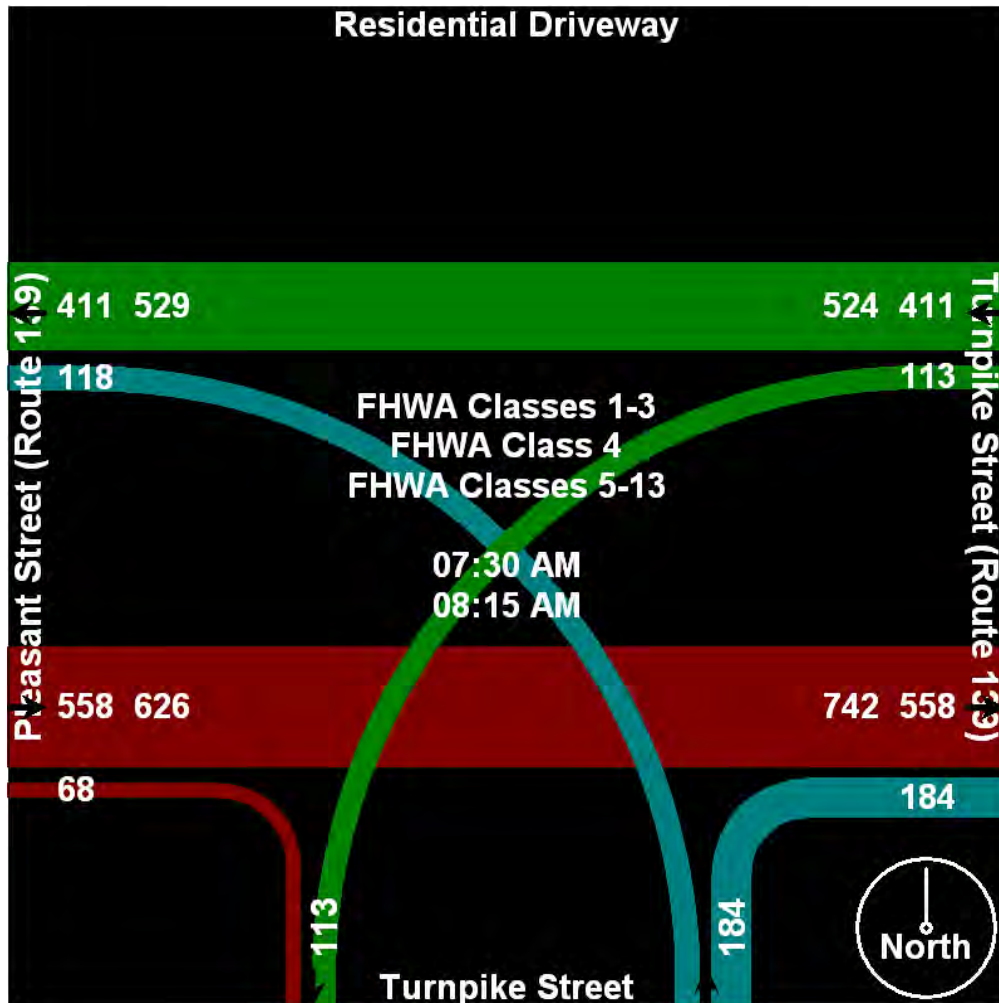 Residential Driveway
411 529
524 411
118
113
Pleasant Street (Route 139)
Turnpike Street (Route 139)
FHWA Classes 1-3
FHWA Class 4
FHWA Classes 5-13
07:30 AM
08:15 AM
558 626
742 558
68
184
113
184
North
Turnpike Street